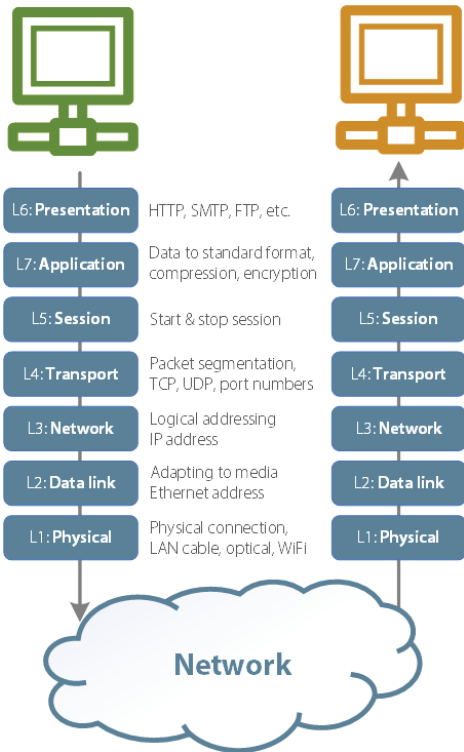 L6: Presentation
HTTP, SMTP, FTP, etc.
L6: Presentation
L7: Application
Data to standard format,
compression, encryption
L7: Application
L5: Session
Start & stop session
L5: Session
L4: Transport
Packet segmentation,
TCP, UDP, port numbers
L4: Transport
L3: Network
Logical addressing
IP address
L3: Network
L2: Data link
Adapting to media
Ethernet address
L2: Data link
L1: Physical
Physical connection,
LAN cable, optical, WiFi
L1: Physical
Network